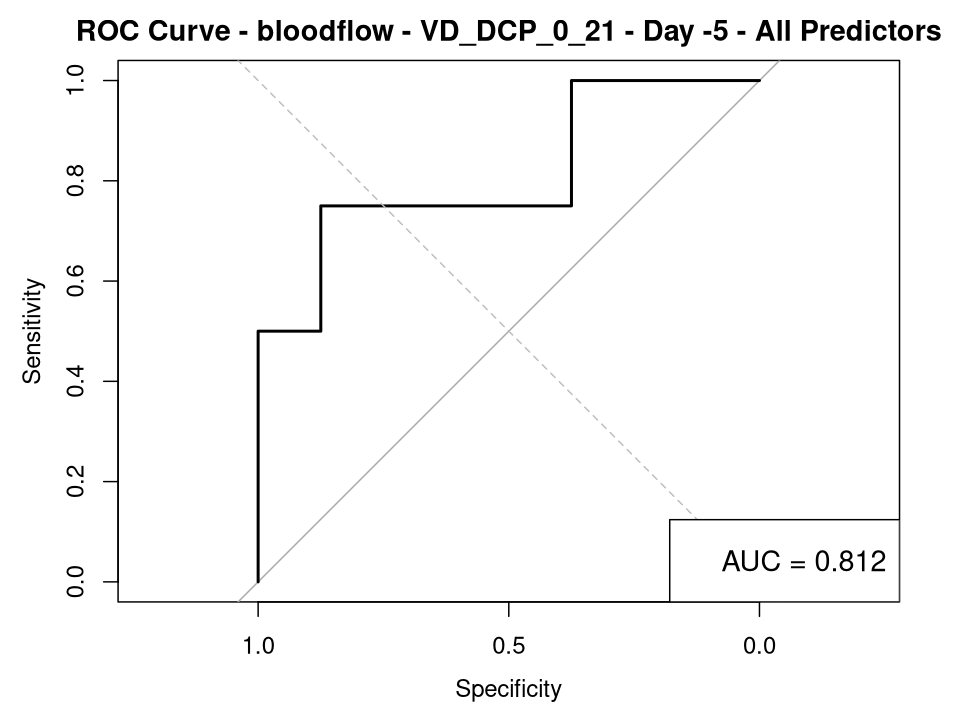 ROC Curve - bloodflow - VD_DCP_0_21 - Day -5 - All Predictors
1.0
0.8
0.6
0.4
0.2
0.0
Sensitivity
AUC = 0.812
1.0 0.5 0.0
Specificity